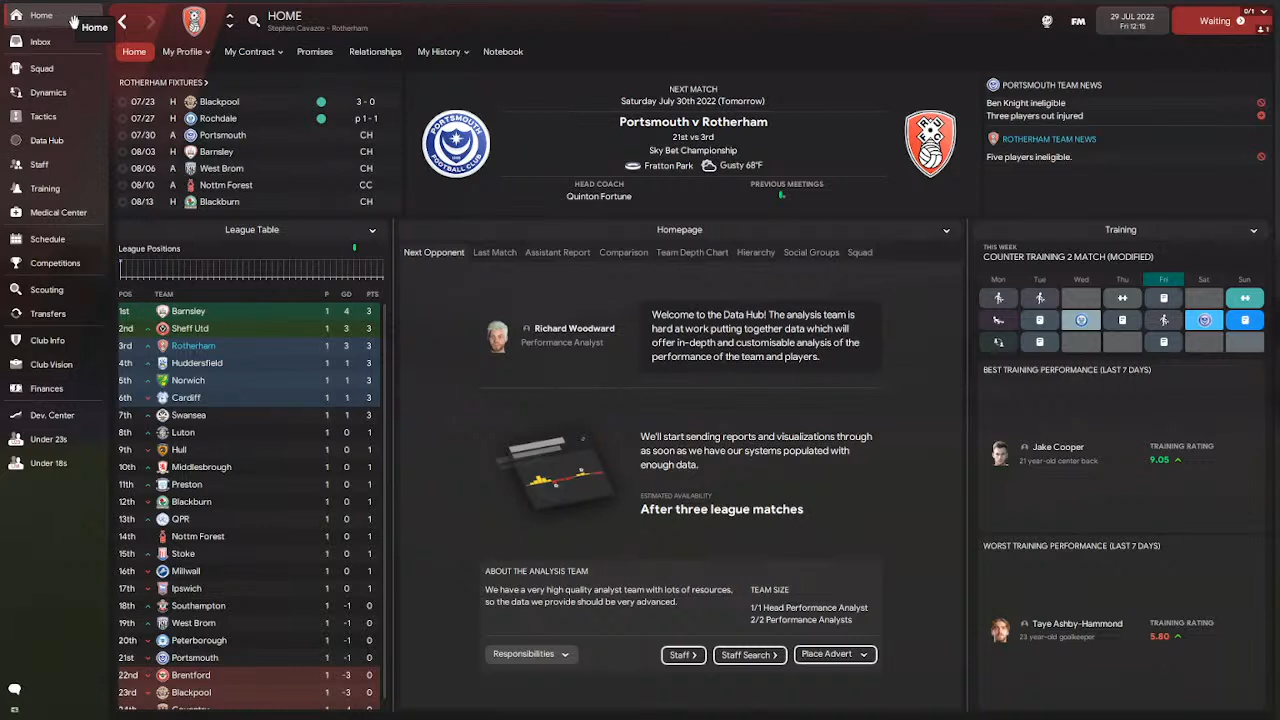 Home
Home
HOME
Stephen Cavazos - Rotherham
FM
29 JUL 2022
Fri 12:15
Waiting
0/1
1
Inbox
Squad
Dynamics
Tactics
Data Hub
Staff
Training
Medical Center
Schedule
Competitions
Scouting
Transfers
Club Info
Club Vision
Finances
Dev. Center
Under 23s
Under 18s
Home
My Profile
My Contract
Promises
Relationships
My History
Notebook
ROTHERHAM FIXTURES >
07/23 H Blackpool 3 - 0
07/27 H Rochdale p 1 - 1
07/30 A Portsmouth CH
08/03 H Barnsley CH
08/06 A West Brom CH
08/10 A Nottm Forest CC
08/13 H Blackburn CH
NEXT MATCH
Saturday July 30th 2022 (Tomorrow)
Portsmouth v Rotherham
21st vs 3rd
Sky Bet Championship
Fratton Park Gusty 68°F
HEAD COACH
Quinton Fortune
PREVIOUS MEETINGS
PORTSMOUTH TEAM NEWS
Ben Knight ineligible
Three players out injured
ROTHERHAM TEAM NEWS
Five players ineligible.
League Table
League Positions
POS TEAM P GD PTS
1st Barnsley 1 4 3
2nd Sheff Utd 1 3 3
3rd Rotherham 1 3 3
4th Huddersfield 1 1 3
5th Norwich 1 1 3
6th Cardiff 1 1 3
7th Swansea 1 1 3
8th Luton 1 0 1
9th Hull 1 0 1
10th Middlesbrough 1 0 1
11th Preston 1 0 1
12th Blackburn 1 0 1
13th QPR 1 0 1
14th Nottm Forest 1 0 1
15th Stoke 1 0 1
16th Millwall 1 0 1
17th Ipswich 1 0 1
18th Southampton 1 -1 0
19th West Brom 1 -1 0
20th Peterborough 1 -1 0
21st Portsmouth 1 -1 0
22nd Brentford 1 -3 0
23rd Blackpool 1 -3 0
Homepage
Next Opponent
Last Match
Assistant Report
Comparison
Team Depth Chart
Hierarchy
Social Groups
Squad
Richard Woodward
Performance Analyst
Welcome to the Data Hub! The analysis team is
hard at work putting together data which will
offer in-depth and customisable analysis of the
performance of the team and players.
We'll start sending reports and visualizations through
as soon as we have our systems populated with
enough data.
ESTIMATED AVAILABILITY
After three league matches
ABOUT THE ANALYSIS TEAM
We have a very high quality analyst team with lots of resources,
so the data we provide should be very advanced.
TEAM SIZE
1/1 Head Performance Analyst
2/2 Performance Analysts
Responsibilities
Staff >
Staff Search >
Place Advert
Training
THIS WEEK
COUNTER TRAINING 2 MATCH (MODIFIED)
Mon Tue Wed Thu Fri Sat Sun
BEST TRAINING PERFORMANCE (LAST 7 DAYS)
Jake Cooper
21 year-old center back
TRAINING RATING
9.05
WORST TRAINING PERFORMANCE (LAST 7 DAYS)
Taye Ashby-Hammond
23 year-old goalkeeper
TRAINING RATING
5.80